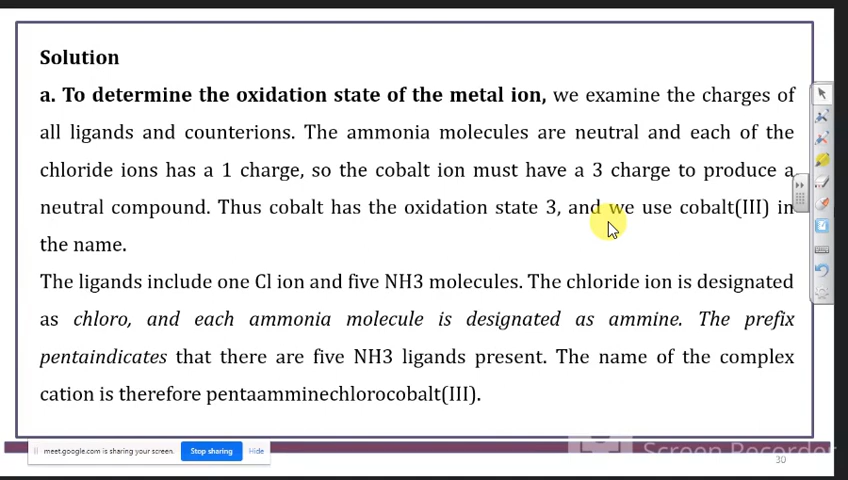 Solution
a. To determine the oxidation state of the metal ion, we examine the charges of
all ligands and counterions. The ammonia molecules are neutral and each of the
chloride ions has a 1 charge, so the cobalt ion must have a 3 charge to produce a
neutral compound. Thus cobalt has the oxidation state 3, and we use cobalt(III) in
the name.
The ligands include one Cl ion and five NH3 molecules. The chloride ion is designated
as chloro, and each ammonia molecule is designated as ammine. The prefix
pentaindicates that there are five NH3 ligands present. The name of the complex
cation is therefore pentaamminechlorocobalt(III).
Screen Recorder
meet.google.com is sharing your screen. Stop sharing Hide
30